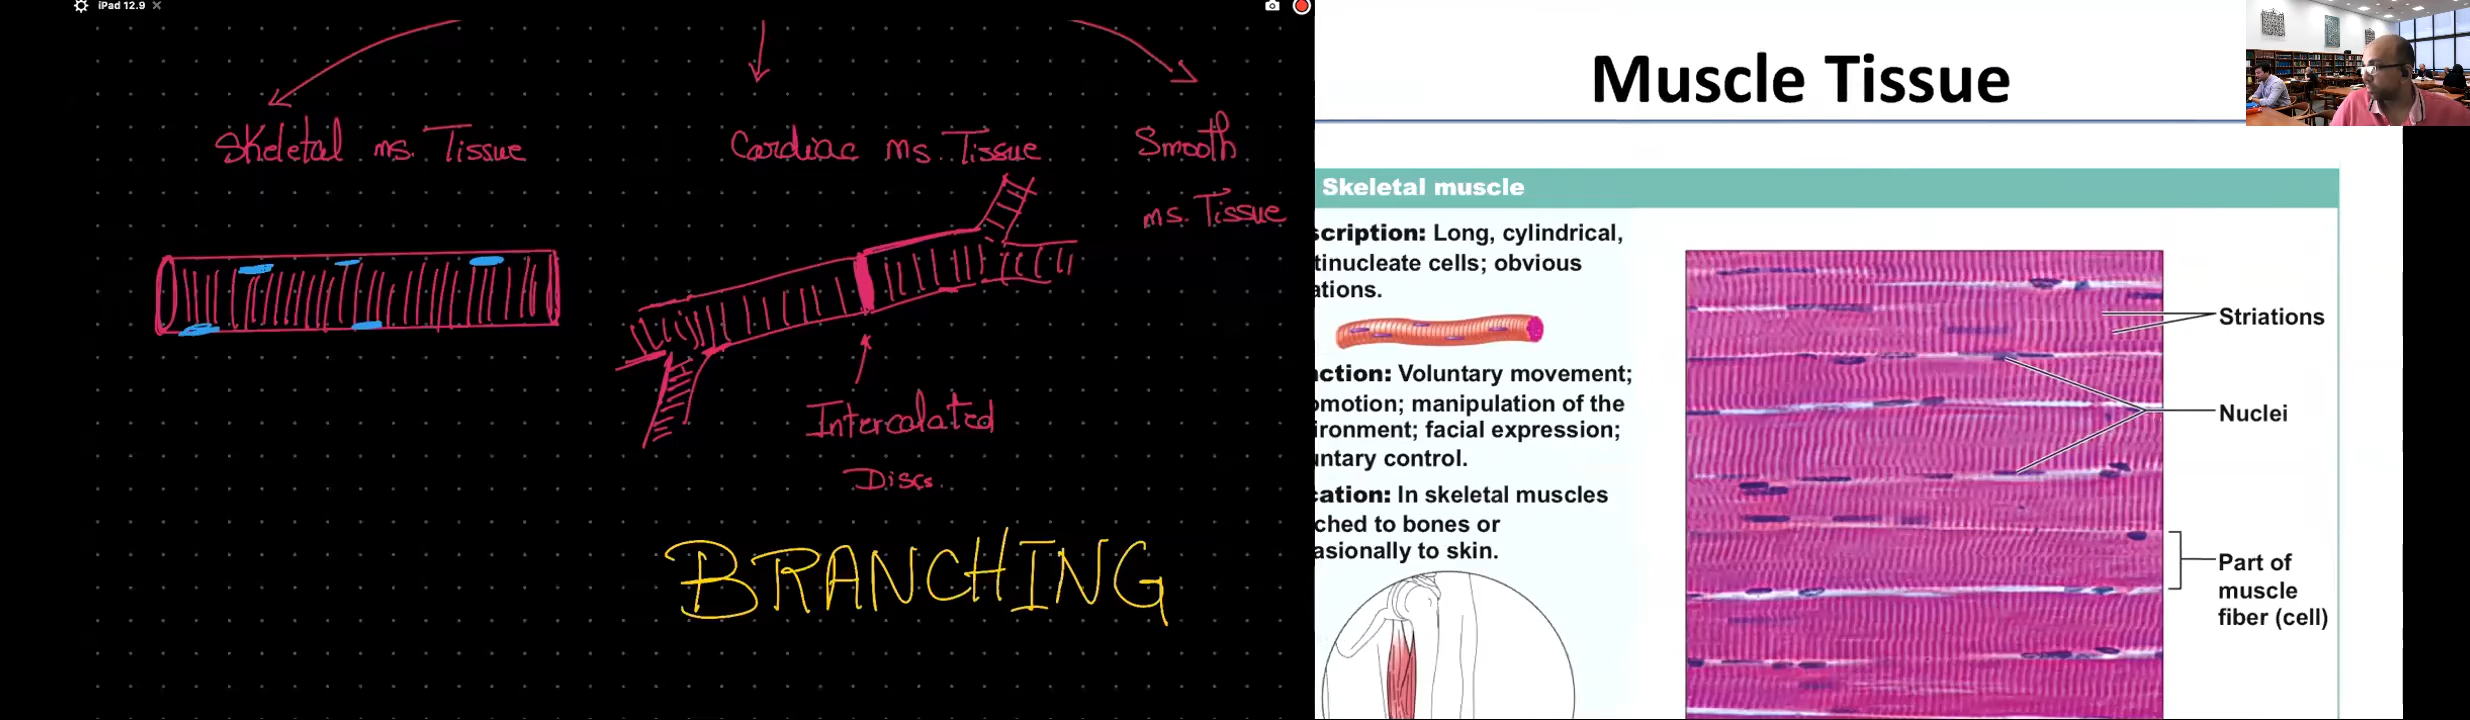 iPad 12.9
Skeletal ms. Tissue
Cardiac ms. Tissue
Smooth
ms. Tissue
Intercalated
Discs.
BRANCHING
Muscle Tissue
Skeletal muscle
scription: Long, cylindrical,
tinucleate cells; obvious
ations.
ction: Voluntary movement;
omotion; manipulation of the
ironment; facial expression;
untary control.
cation: In skeletal muscles
ched to bones or
asionally to skin.
Striations
Nuclei
Part of
muscle
fiber (cell)